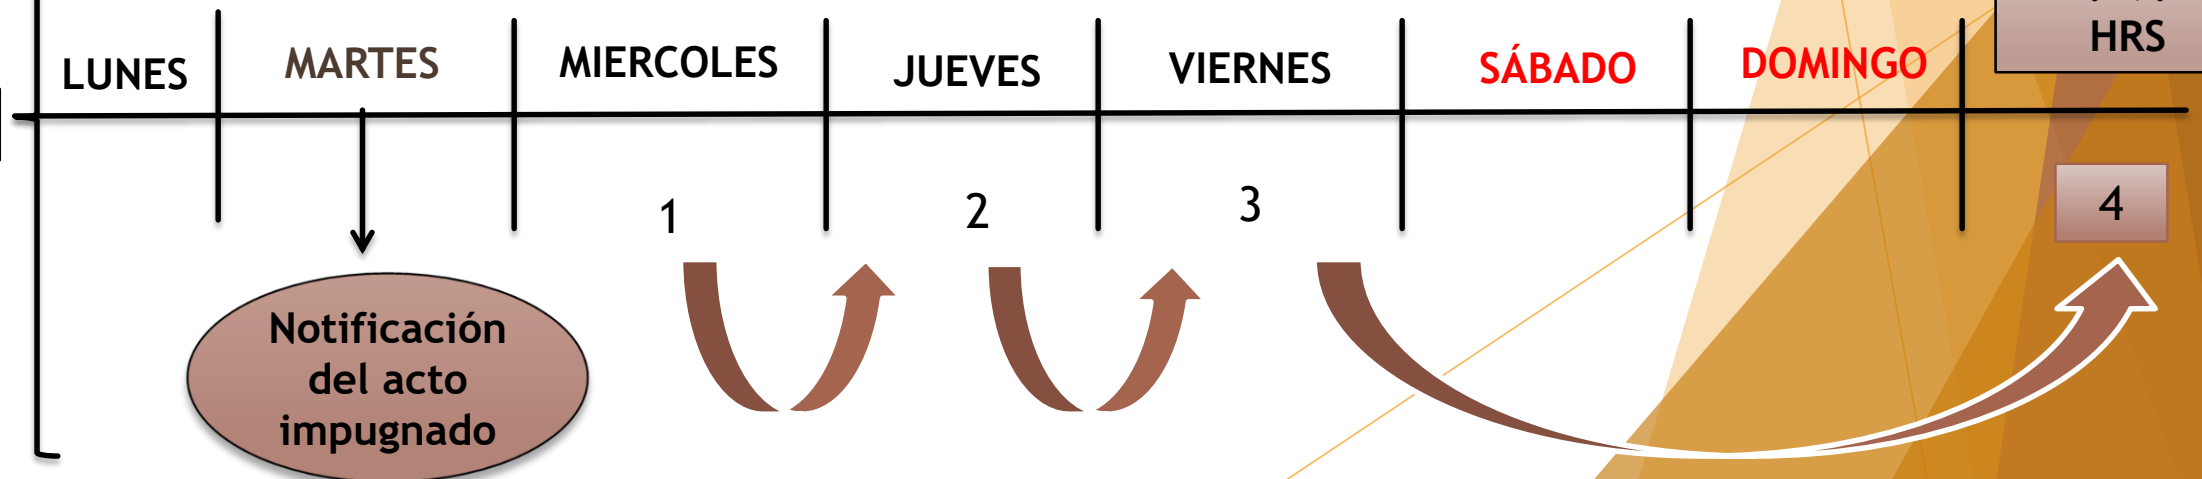 HRS
LUNES MARTES MIERCOLES JUEVES VIERNES SÁBADO DOMINGO
1 2 3 4
Notificación
del acto
impugnado